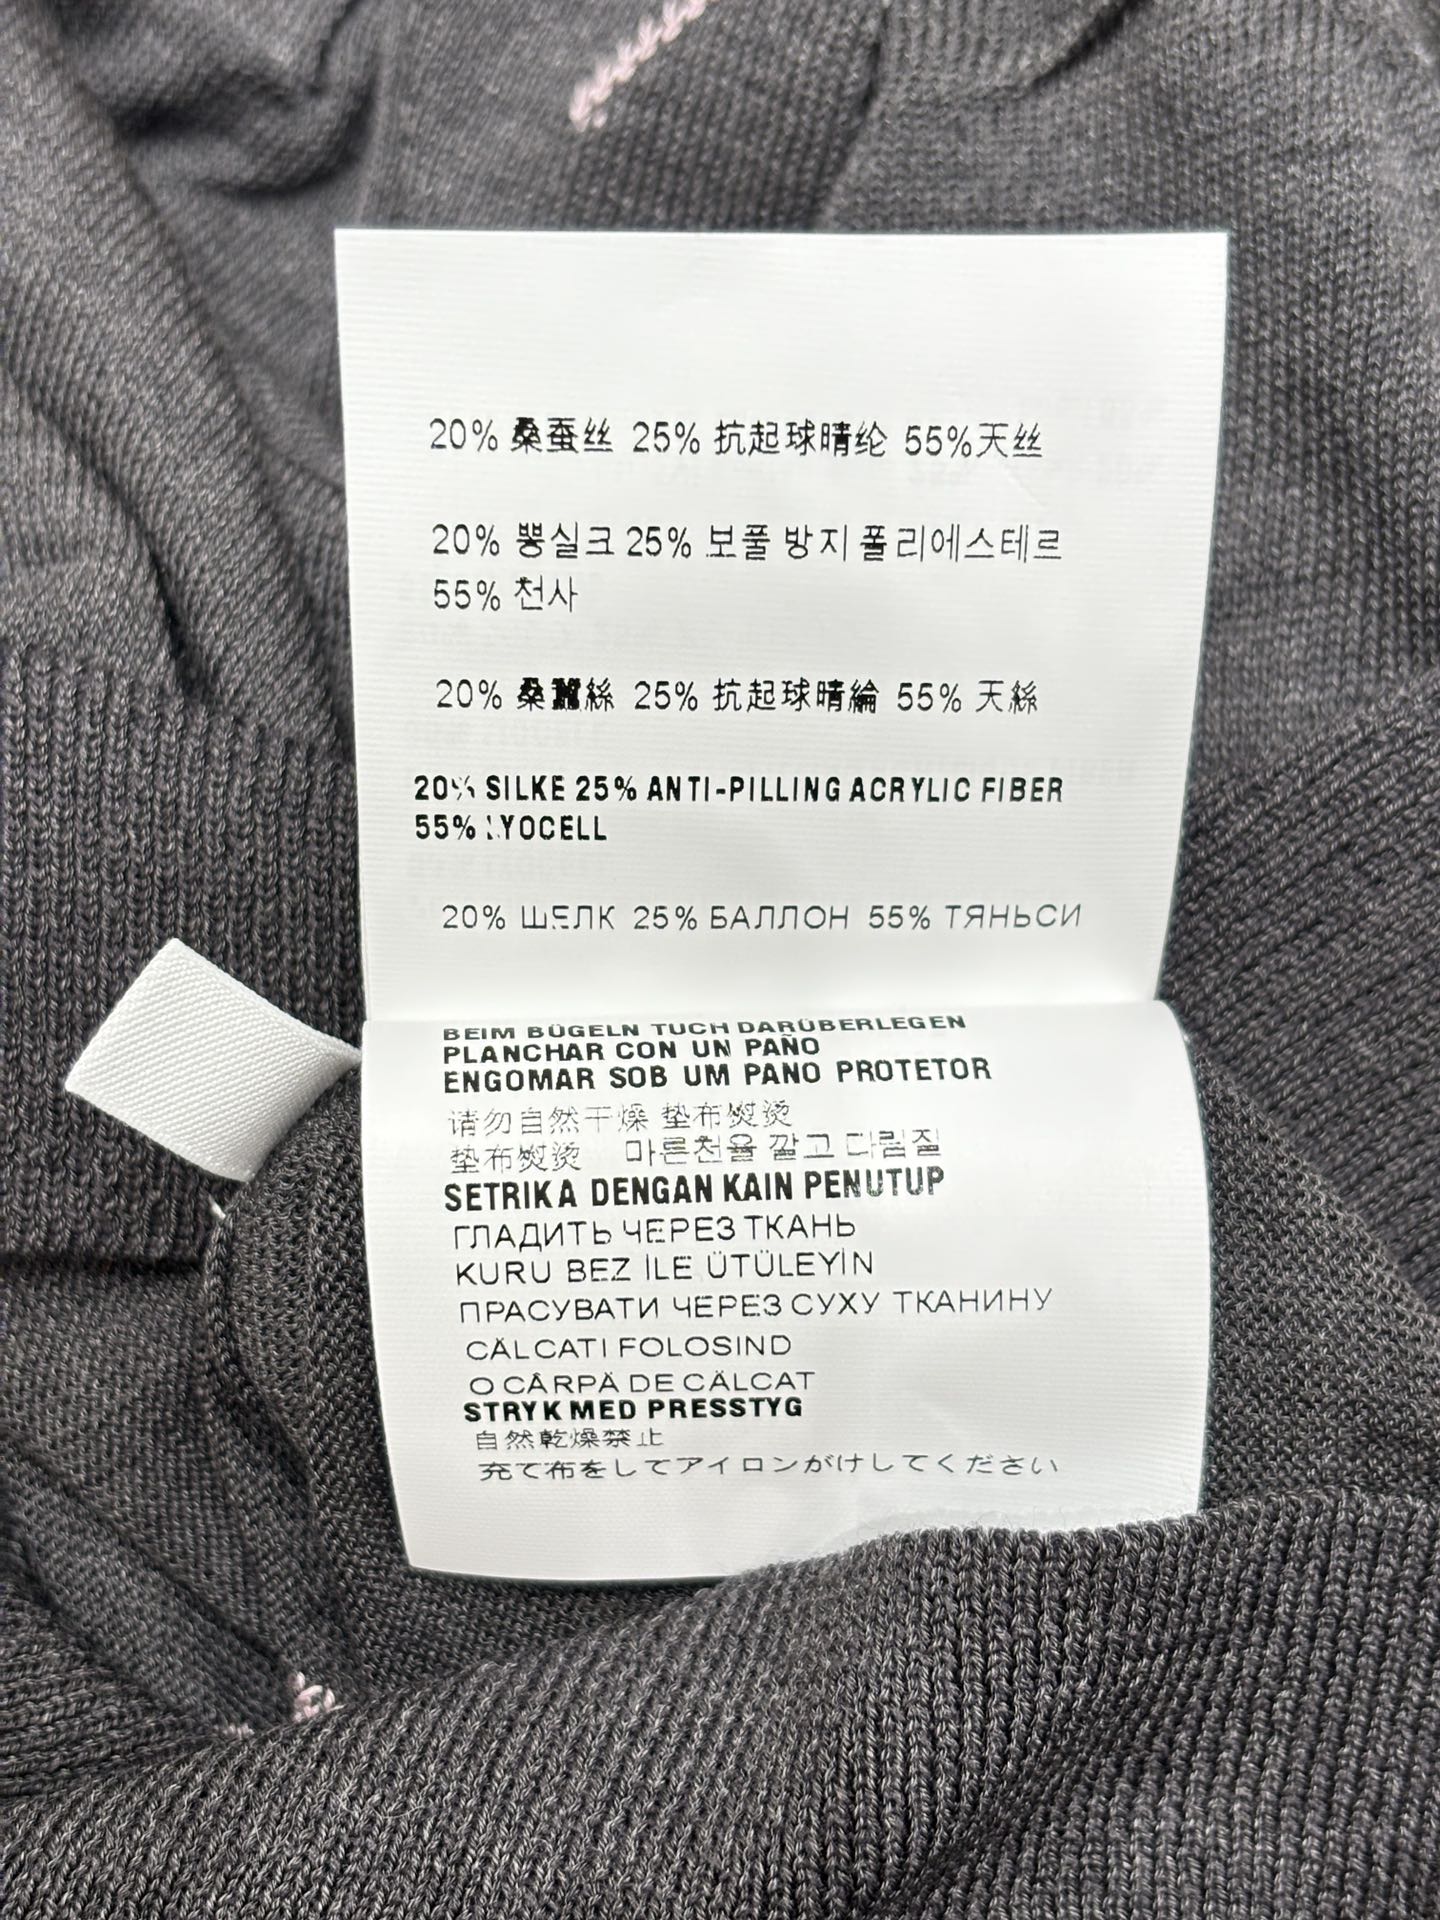 20% 桑蚕丝 25% 抗起球晴纶 55%天丝
20% 뽕실크 25% 보풀 방지 폴리에스테르
55% 천사
20% 桑蠶絲 25% 抗起球晴綸 55% 天絲
20% SILKE 25% ANTI-PILLING ACRYLIC FIBER
55% LYOCELL
20% ШЕЛК 25% БАЛЛОН 55% ТЯНЬСИ
BEIM BÜGELN TUCH DARÜBERLEGEN
PLANCHAR CON UN PAÑO
ENGOMAR SOB UM PANO PROTETOR
请勿自然干燥 垫布熨烫
垫布熨烫 마른천을 깔고 다림질
SETRIKA DENGAN KAIN PENUTUP
ГЛАДИТЬ ЧЕРЕЗ ТКАНЬ
KURU BEZ İLE ÜTÜLEYİN
ПРАСУВАТИ ЧЕРЕЗ СУХУ ТКАНИНУ
CĂLCATI FOLOSIND
O CÂRPĂ DE CĂLCAT
STRYK MED PRESSTYG
自然乾燥禁止
充て布をしてアイロンがけしてください